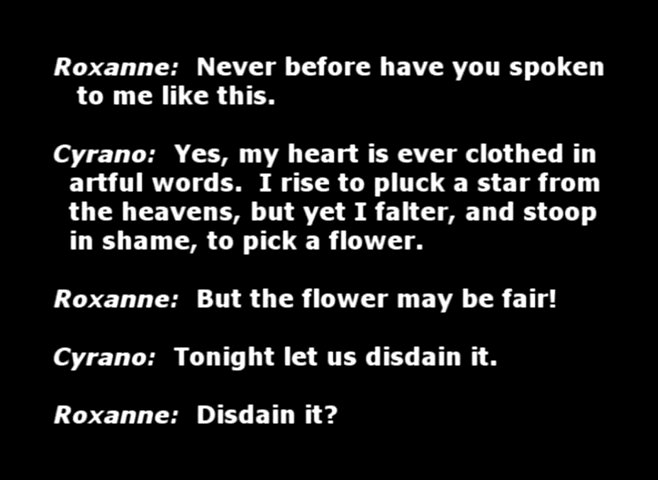 Roxanne: Never before have you spoken
to me like this.
Cyrano: Yes, my heart is ever clothed in
artful words. I rise to pluck a star from
the heavens, but yet I falter, and stoop
in shame, to pick a flower.
Roxanne: But the flower may be fair!
Cyrano: Tonight let us disdain it.
Roxanne: Disdain it?